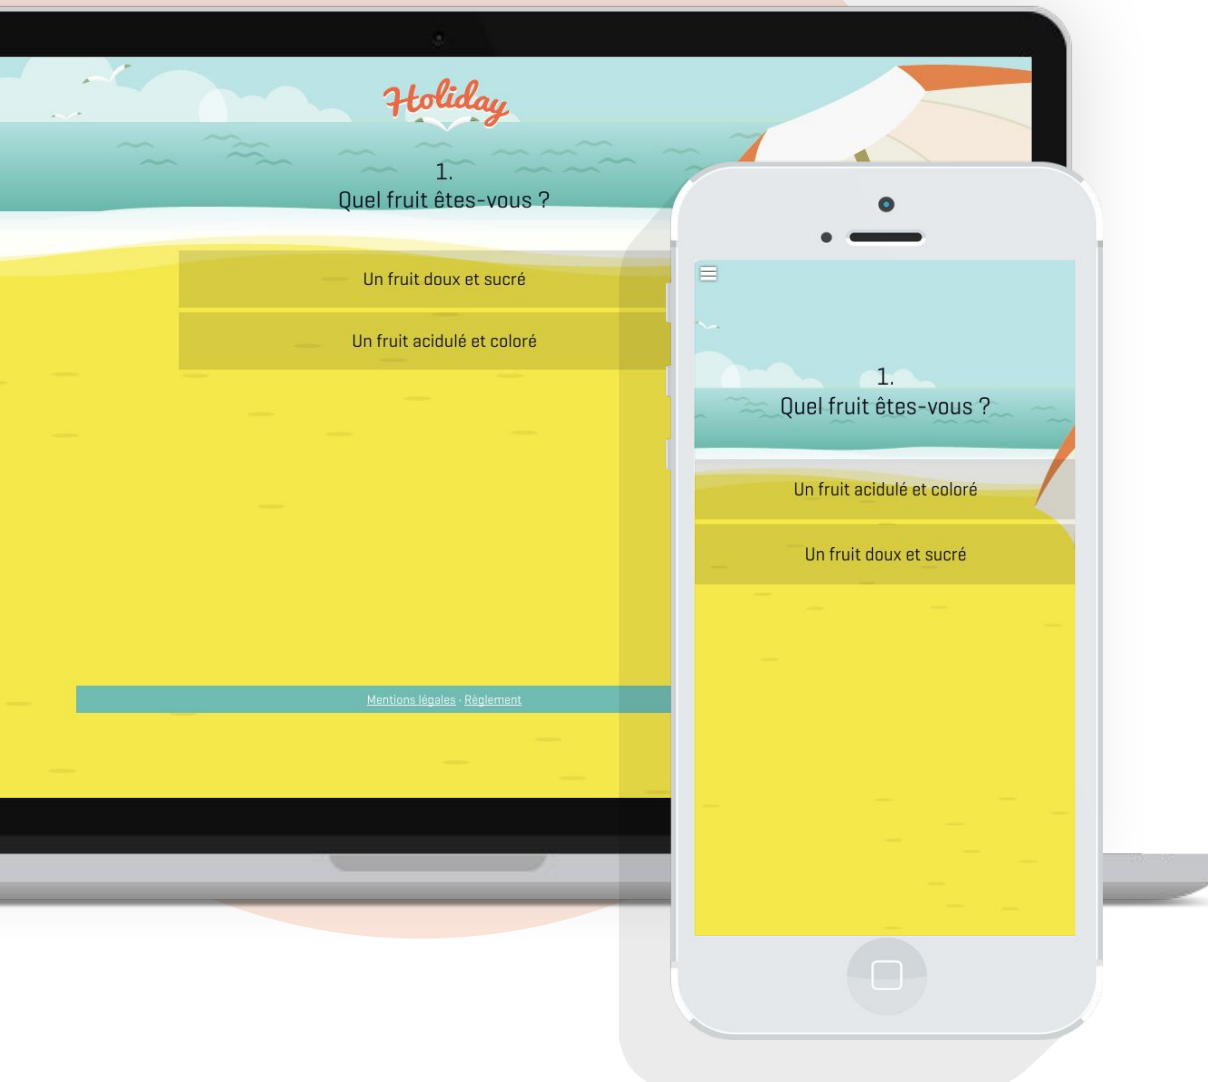 Holiday
1.
Quel fruit êtes-vous ?
Un fruit doux et sucré
Un fruit acidulé et coloré
Mentions légales · Règlement
1.
Quel fruit êtes-vous ?
Un fruit acidulé et coloré
Un fruit doux et sucré